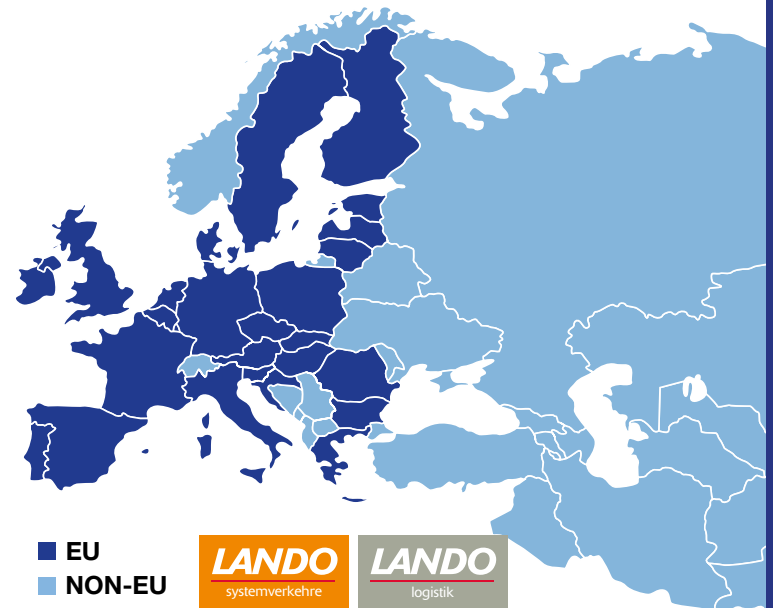 EU
NON-EU
LANDO
systemverkehre
LANDO
logistik